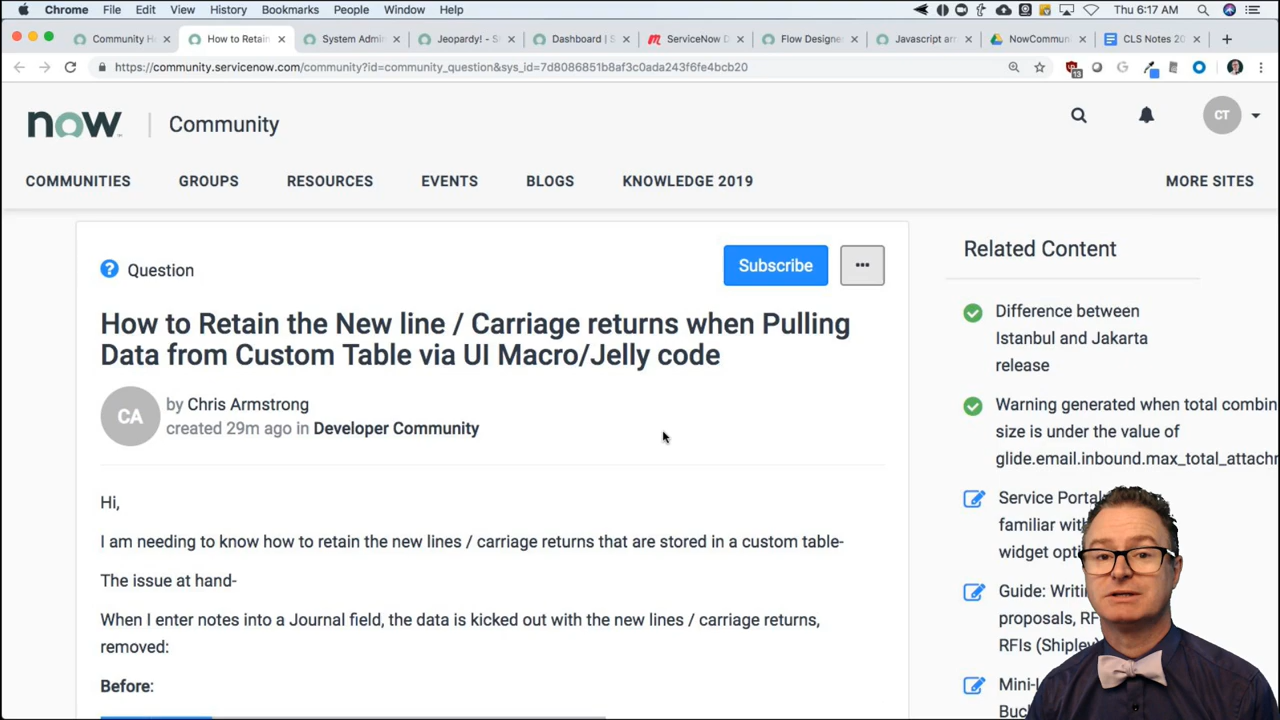 Chrome File Edit View History Bookmarks People Window Help Thu 6:17 AM
Community H How to Retain System Admi Jeopardy! - S Dashboard | S ServiceNow D Flow Designe Javascript ar NowCommun CLS Notes 20
https://community.servicenow.com/community?id=community_question&sys_id=7d8086851b8af3c0ada243f6fe4bcb20
13
now Community
CT
COMMUNITIES GROUPS RESOURCES EVENTS BLOGS KNOWLEDGE 2019 MORE SITES
Question
Subscribe
How to Retain the New line / Carriage returns when Pulling
Data from Custom Table via UI Macro/Jelly code
CA
by Chris Armstrong
created 29m ago in Developer Community
Hi,
I am needing to know how to retain the new lines / carriage returns that are stored in a custom table-
The issue at hand-
When I enter notes into a Journal field, the data is kicked out with the new lines / carriage returns,
removed:
Before:
Related Content
Difference between
Istanbul and Jakarta
release
Warning generated when total combin
size is under the value of
glide.email.inbound.max_total_attach
Service Portal
familiar with
widget opti
Guide: Writi
proposals, RF
RFIs (Shipley
Mini-L
Buc